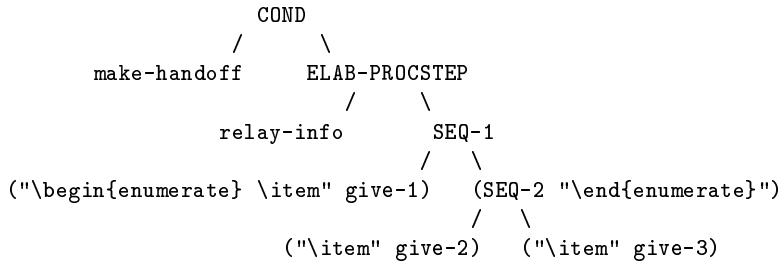 COND
/ \
make-handoff ELAB-PROCSTEP
/ \
relay-info SEQ-1
/ \
("\begin{enumerate} \item" give-1) (SEQ-2 "\end{enumerate}")
/ \
("\item" give-2) ("\item" give-3)